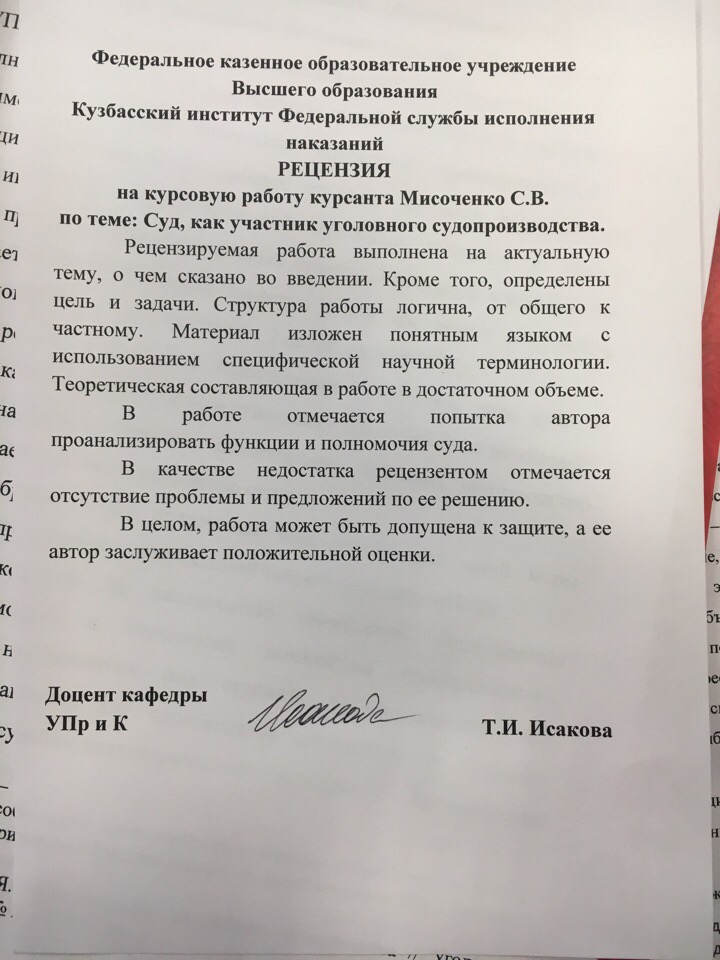 Федеральное казенное образовательное учреждение
Высшего образования
Кузбасский институт Федеральной службы исполнения
наказаний
РЕЦЕНЗИЯ
на курсовую работу курсанта Мисоченко С.В.
по теме: Суд, как участник уголовного судопроизводства.
Рецензируемая работа выполнена на актуальную
тему, о чем сказано во введении. Кроме того, определены
цель и задачи. Структура работы логична, от общего к
частному. Материал изложен понятным языком с
использованием специфической научной терминологии.
Теоретическая составляющая в работе в достаточном объеме.
В работе отмечается попытка автора
проанализировать функции и полномочия суда.
В качестве недостатка рецензентом отмечается
отсутствие проблемы и предложений по ее решению.
В целом, работа может быть допущена к защите, а ее
автор заслуживает положительной оценки.
Доцент кафедры
УПр и К
Т.И. Исакова